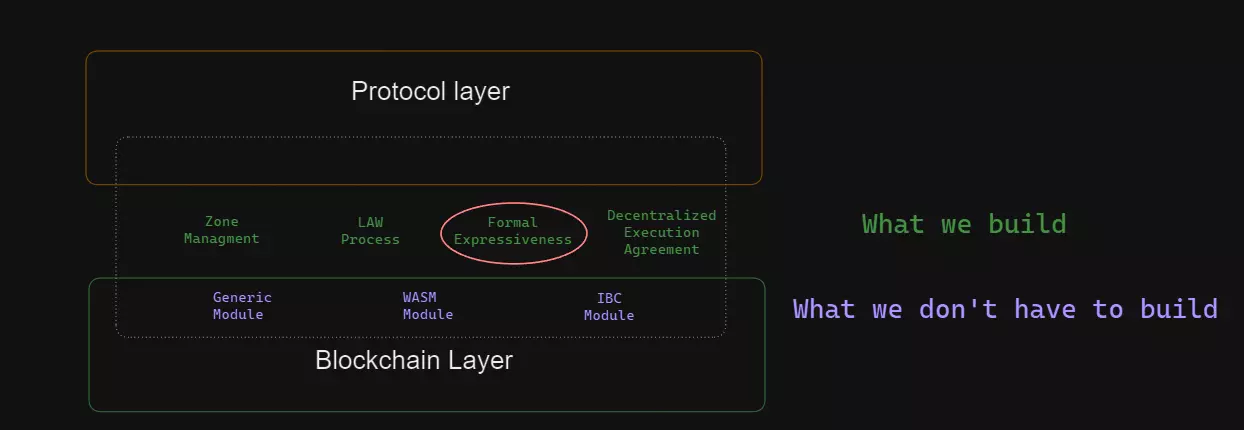 Protocol layer
Zone
Managment
LAW
Process
Formal
Expressiveness
Decentralized
Execution
Agreement
What we build
Generic
Module
WASM
Module
IBC
Module
What we don't have to build
Blockchain Layer